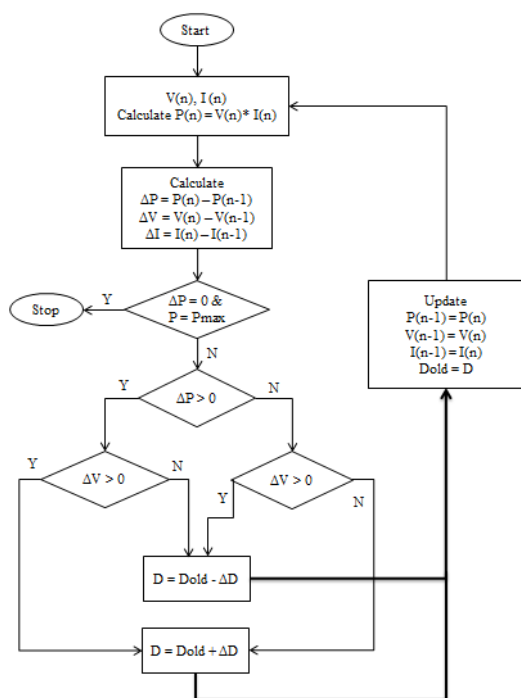 Start
V(n), I (n)
Calculate P(n) = V(n)* I(n)
Calculate
ΔP = P(n) – P(n-1)
ΔV = V(n) – V(n-1)
ΔI = I(n) – I(n-1)
ΔP = 0 &
P = Pmax
Y
Stop
N
Update
P(n-1) = P(n)
V(n-1) = V(n)
I(n-1) = I(n)
Dold = D
ΔP > 0
Y
N
ΔV > 0
Y
N
ΔV > 0
Y
N
D = Dold - ΔD
D = Dold + ΔD